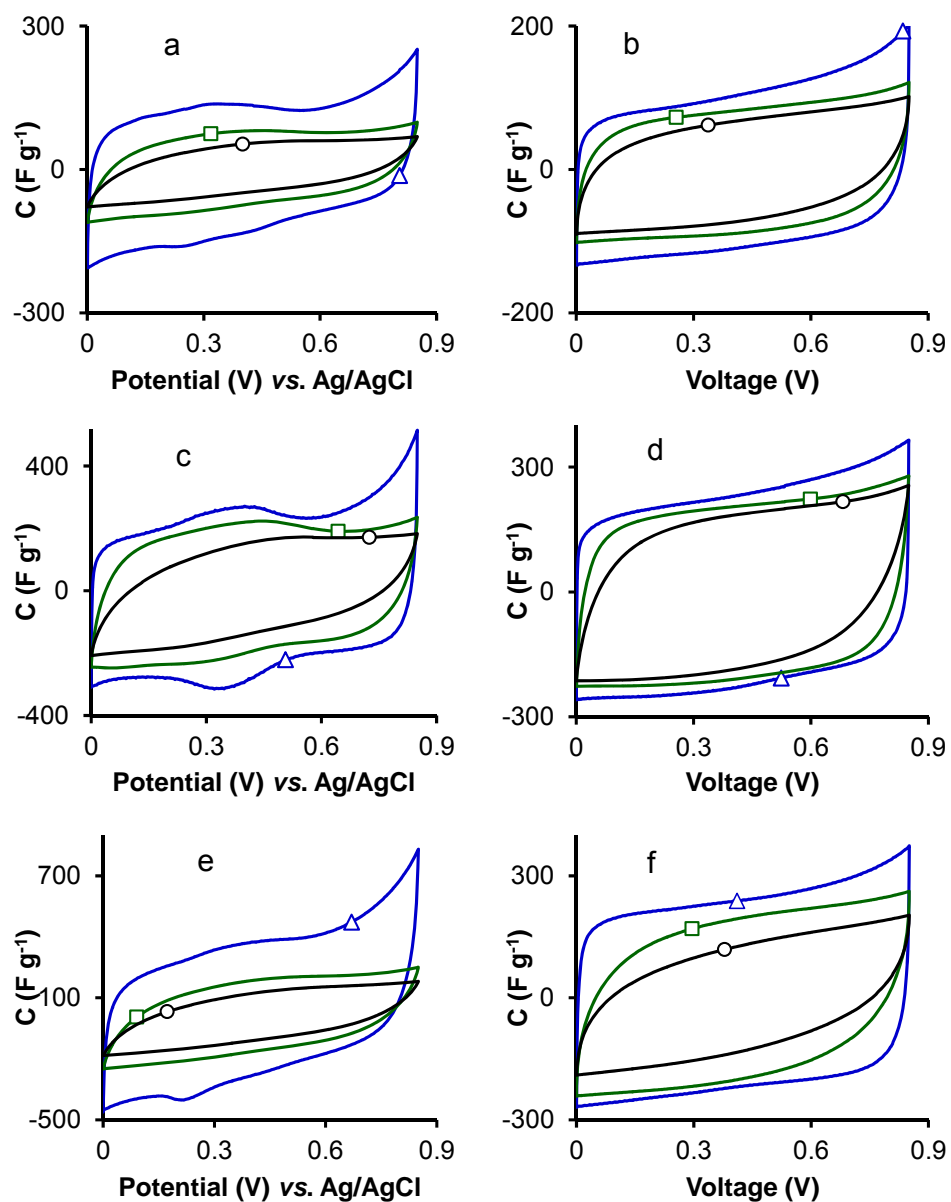 a
300
0
-300
C (F g-1)
0 0.3 0.6 0.9
Potential (V) vs. Ag/AgCl
b
200
0
-200
C (F g-1)
0 0.3 0.6 0.9
Voltage (V)
c
400
0
-400
C (F g-1)
0 0.3 0.6 0.9
Potential (V) vs. Ag/AgCl
d
300
0
-300
C (F g-1)
0 0.3 0.6 0.9
Voltage (V)
e
700
100
-500
C (F g-1)
0 0.3 0.6 0.9
Potential (V) vs. Ag/AgCl
f
300
0
-300
C (F g-1)
0 0.3 0.6 0.9
Voltage (V)